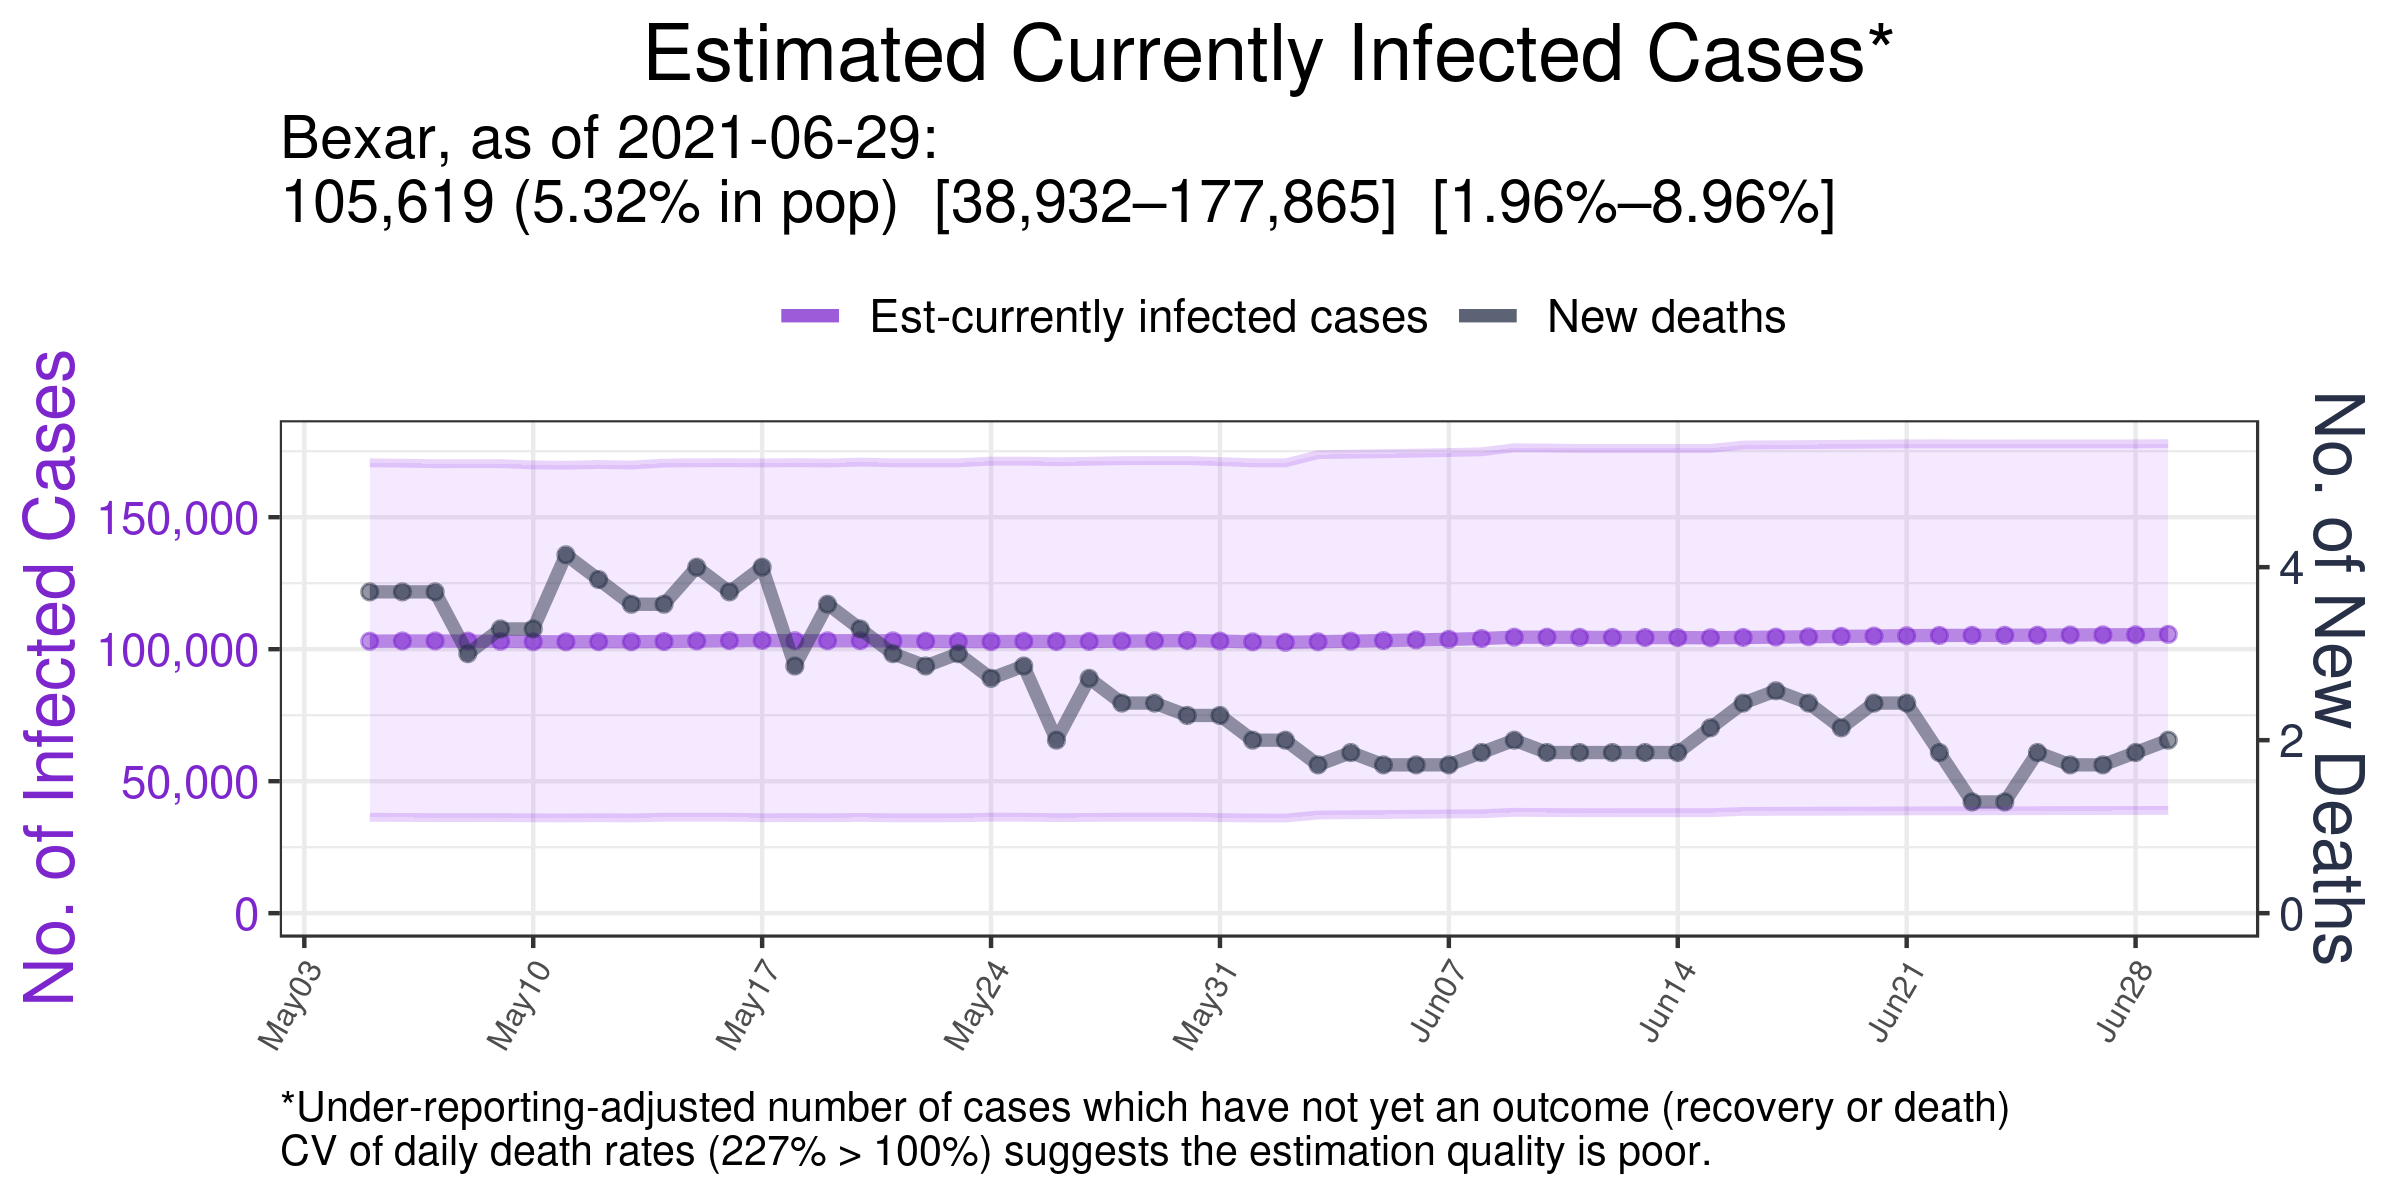 Estimated Currently Infected Cases*
Bexar, as of 2021-06-29:
105,619 (5.32% in pop)  [38,932–177,865]  [1.96%–8.96%]
Est-currently infected cases
New deaths
No. of Infected Cases
150,000
100,000
50,000
0
No. of New Deaths
4
2
0
May03
May10
May17
May24
May31
Jun07
Jun14
Jun21
Jun28
*Under-reporting-adjusted number of cases which have not yet an outcome (recovery or death)
CV of daily death rates (227% > 100%) suggests the estimation quality is poor.